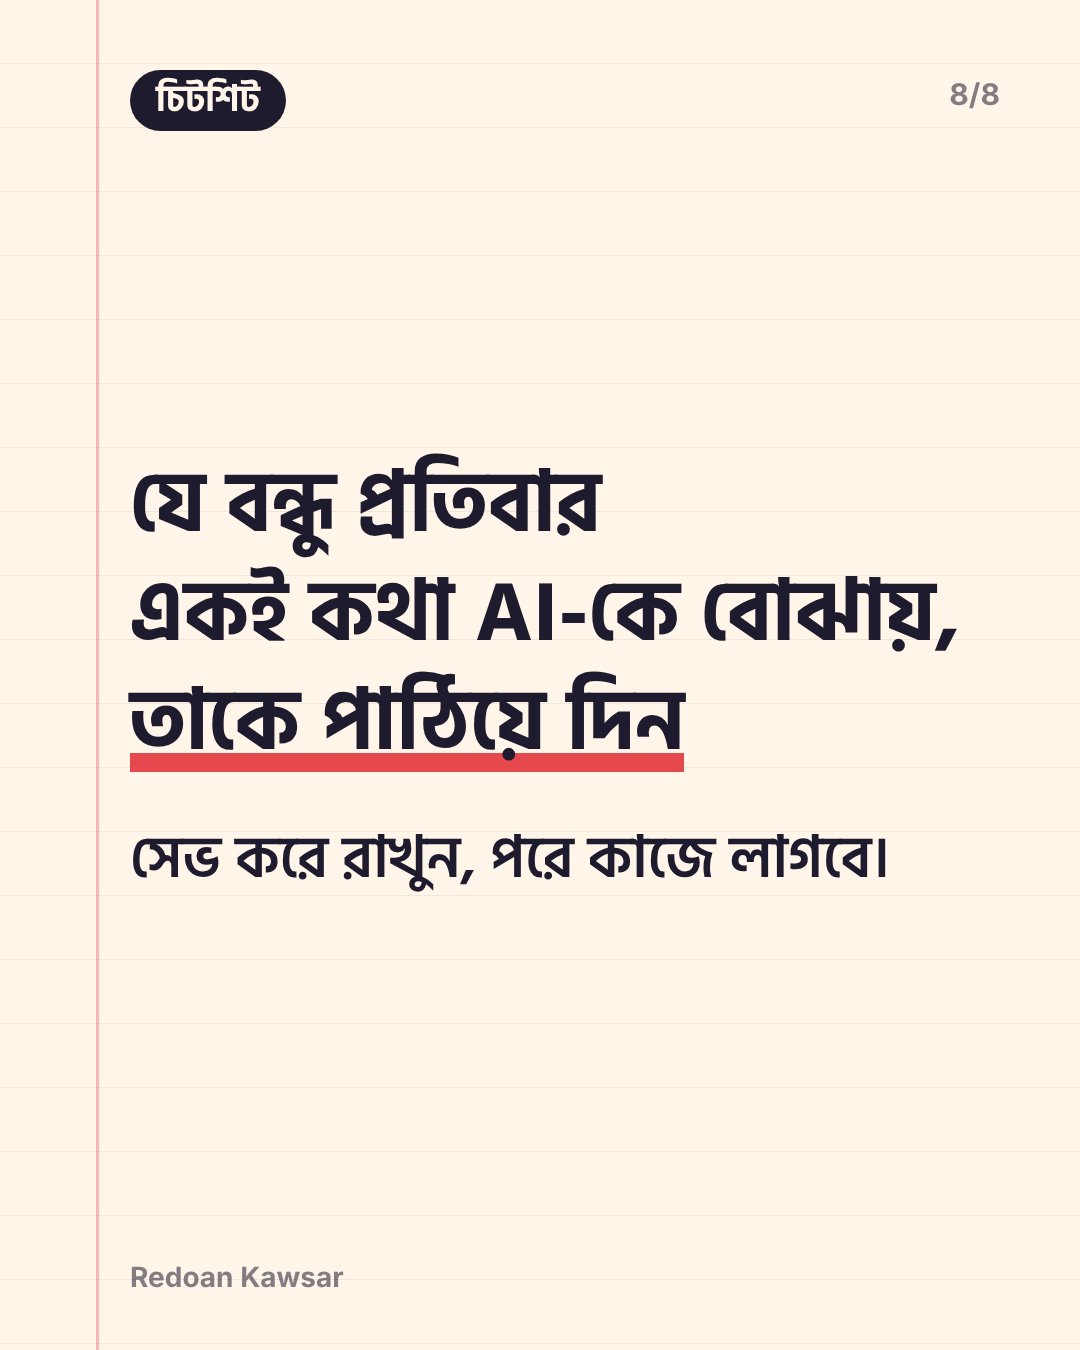 চিটশিট
8/8
যে বন্ধু প্রতিবার
একই কথা AI-কে বোঝায়,
তাকে পাঠিয়ে দিন
সেভ করে রাখুন, পরে কাজে লাগবে।
Redoan Kawsar